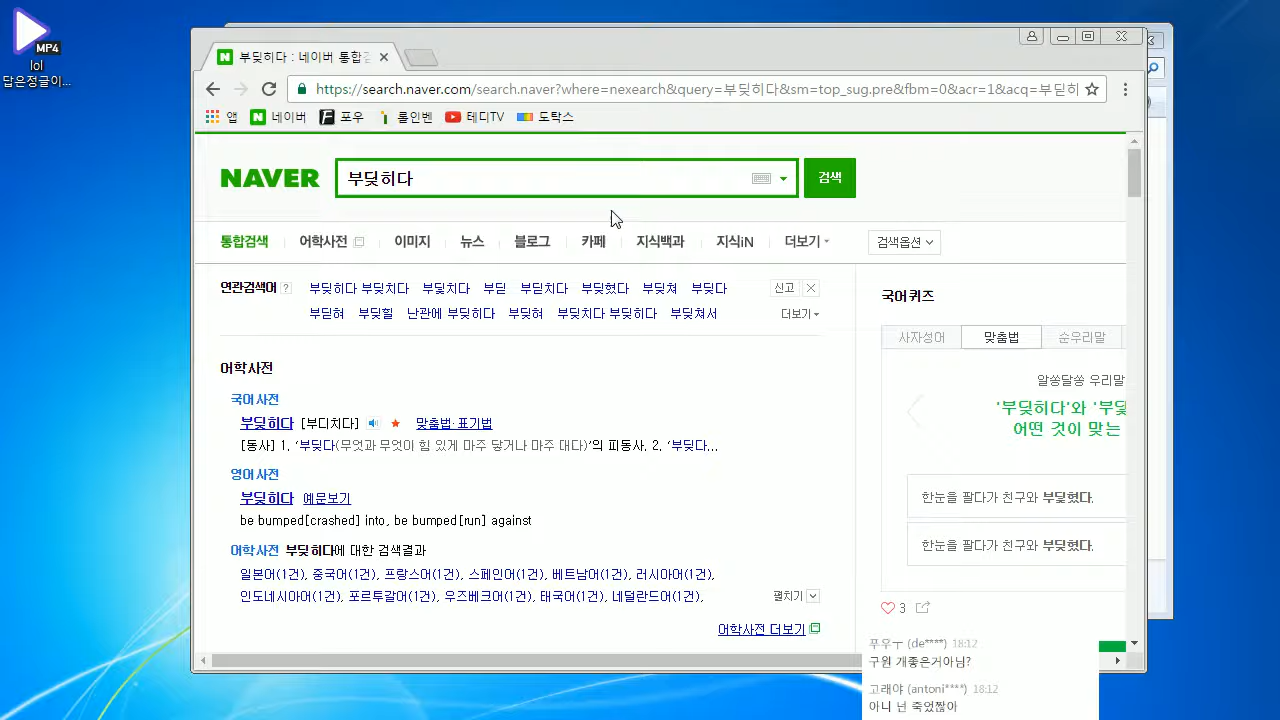 MP4
lol
답은정글이...
부딪히다 : 네이버 통합검
https://search.naver.com/search.naver?where=nexearch&query=부딪히다&sm=top_sug.pre&fbm=0&acr=1&acq=부딛히
앱 네이버 포우 롤인벤 테디TV 도탁스
NAVER 부딪히다 검색
통합검색 어학사전 이미지 뉴스 블로그 카페 지식백과 지식iN 더보기 검색옵션
연관검색어 ? 부딪히다 부딪치다 부딫치다 부딛 부딛치다 부딪혔다 부딪쳐 부딪다 신고
부딛혀 부딪힐 난관에 부딪히다 부딪혀 부딪치다 부딪히다 부딪쳐서 더보기
어학사전
국어사전
부딪히다 [부디치다] 맞춤법·표기법
[동사] 1. ‘부딪다(무엇과 무엇이 힘 있게 마주 닿거나 마주 대다)’의 피동사. 2. ‘부딪다...
영어사전
부딪히다 예문보기
be bumped[crashed] into, be bumped[run] against
어학사전 부딪히다에 대한 검색결과
일본어(1건), 중국어(1건), 프랑스어(1건), 스페인어(1건), 베트남어(1건), 러시아어(1건),
인도네시아어(1건), 포르투갈어(1건), 우즈베크어(1건), 태국어(1건), 네덜란드어(1건), 펼치기
어학사전 더보기
국어퀴즈
사자성어 맞춤법 순우리말
알쏭달쏭 우리말
'부딪히다'와 '부딫
어떤 것이 맞는
한눈을 팔다가 친구와 부딫혔다.
한눈을 팔다가 친구와 부딪혔다.
3
푸우ㅜ (de****) 18:12
구원 개좋은거아님?
고래야 (antoni****) 18:12
아니 넌 죽었짢아